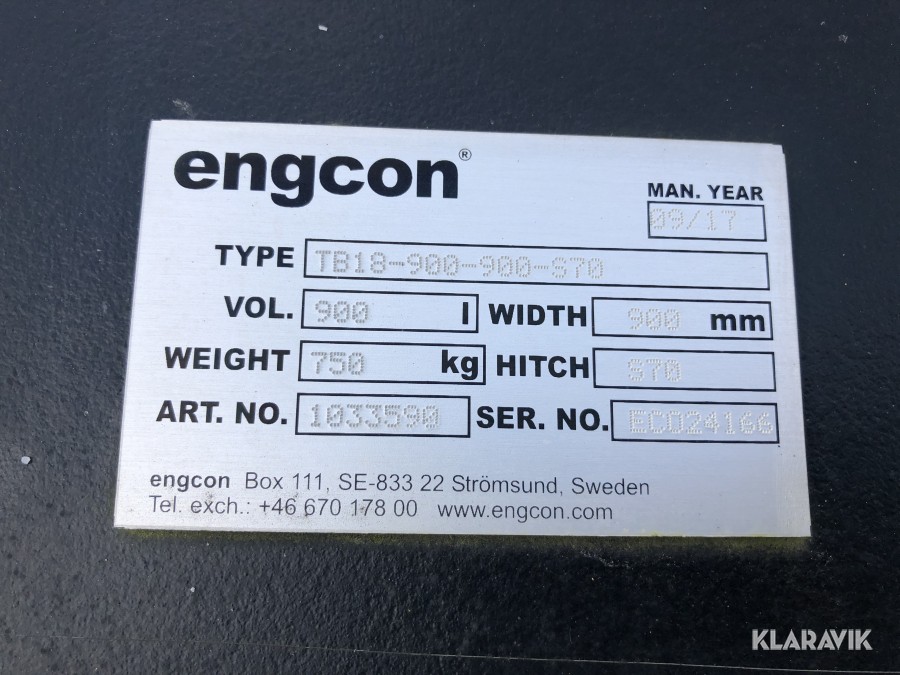 engcon®
MAN. YEAR
09/17
TYPE TB18-900-900-S70
VOL. 900 l WIDTH 900 mm
WEIGHT 750 kg HITCH S70
ART. NO. 1033590 SER. NO. ECD24166
engcon Box 111, SE-833 22 Strömsund, Sweden
Tel. exch.: +46 670 178 00 www.engcon.com
KLARAVIK